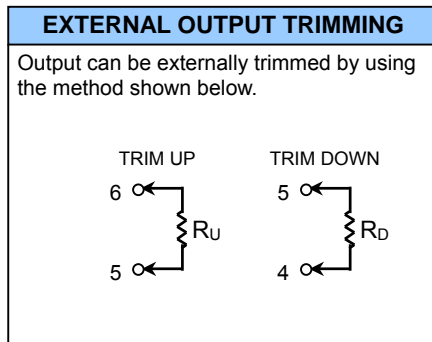 EXTERNAL OUTPUT TRIMMING
Output can be externally trimmed by using
the method shown below.
TRIM UP
TRIM DOWN
6
5
RU
RD
5
4